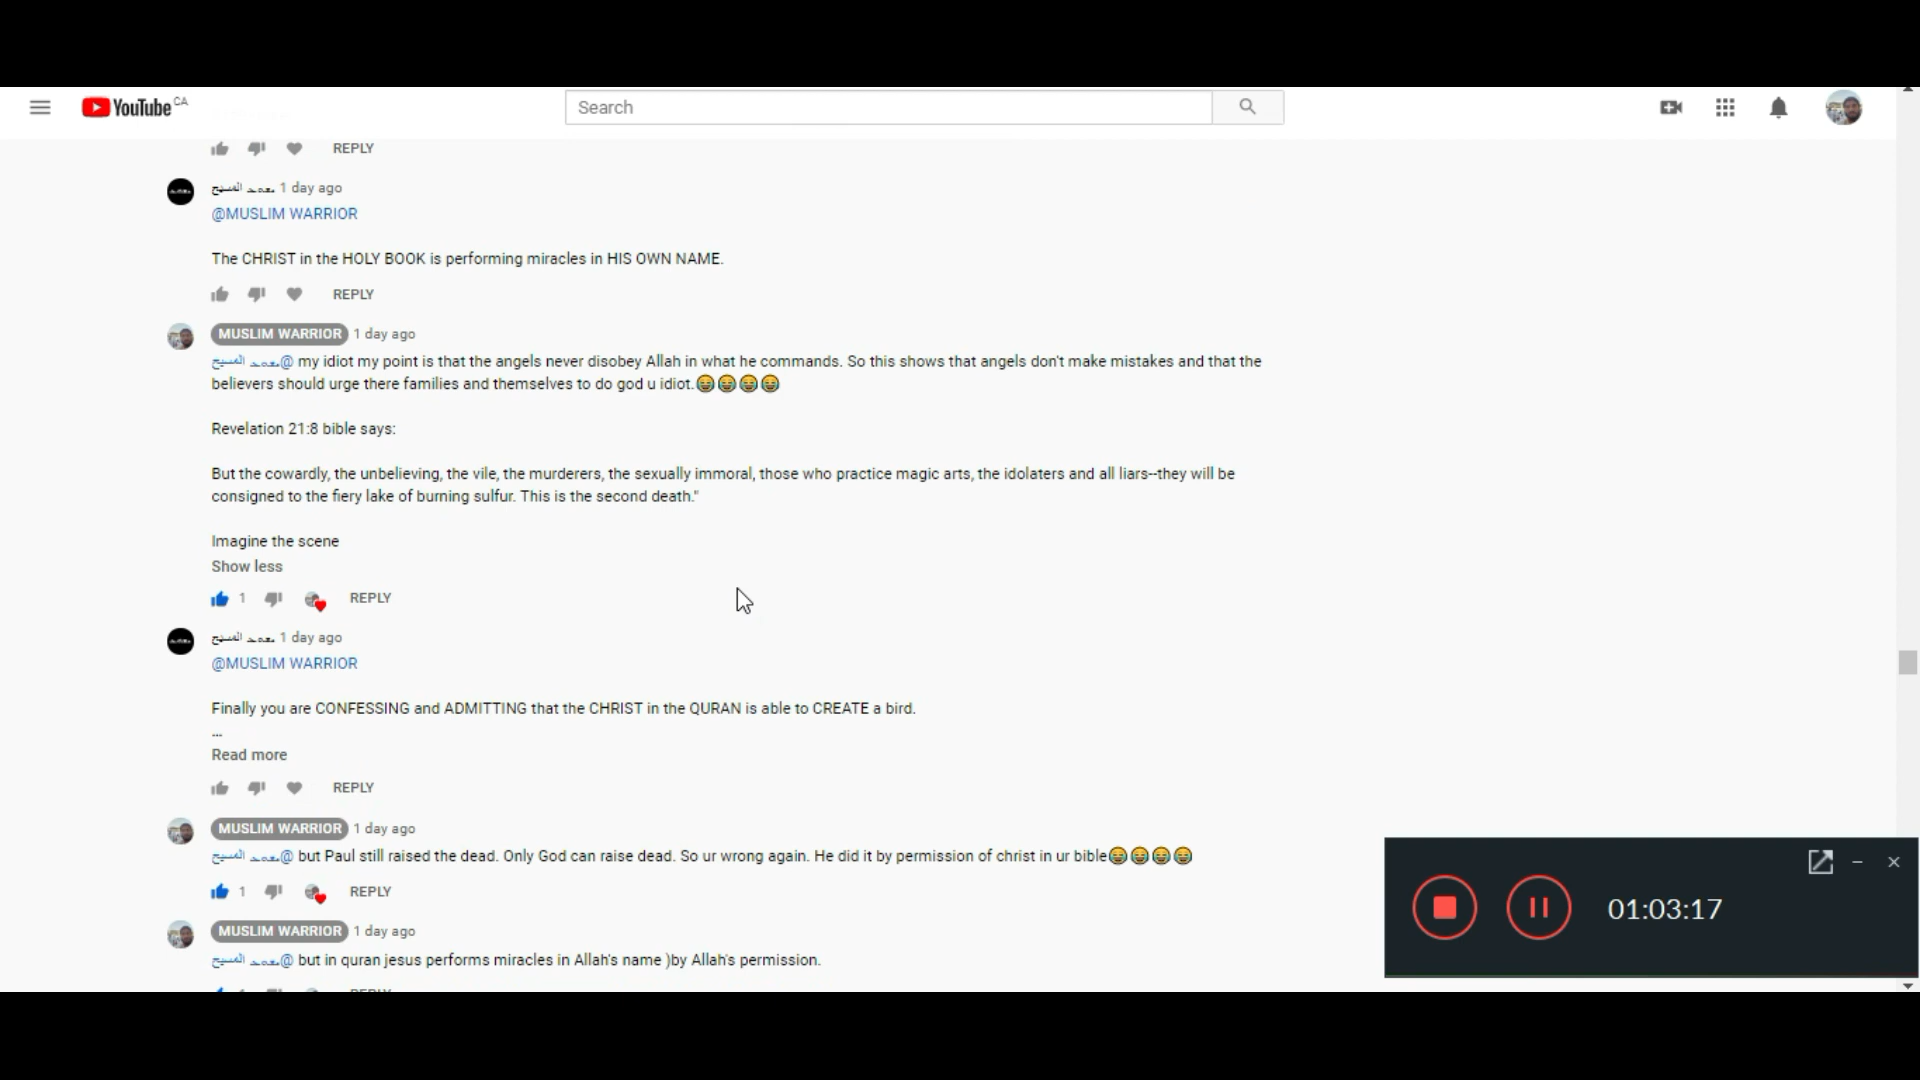 YouTube CA
Search
REPLY
1 day ago
@MUSLIM WARRIOR
The CHRIST in the HOLY BOOK is performing miracles in HIS OWN NAME.
REPLY
MUSLIM WARRIOR 1 day ago
my idiot my point is that the angels never disobey Allah in what he commands. So this shows that angels don't make mistakes and that the
believers should urge there families and themselves to do god u idiot.😂😂😂😂
Revelation 21:8 bible says:
But the cowardly, the unbelieving, the vile, the murderers, the sexually immoral, those who practice magic arts, the idolaters and all liars--they will be
consigned to the fiery lake of burning sulfur. This is the second death."
Imagine the scene
Show less
1 REPLY
1 day ago
@MUSLIM WARRIOR
Finally you are CONFESSING and ADMITTING that the CHRIST in the QURAN is able to CREATE a bird.
...
Read more
REPLY
MUSLIM WARRIOR 1 day ago
but Paul still raised the dead. Only God can raise dead. So ur wrong again. He did it by permission of christ in ur bible😂😂😂😂
1 REPLY
MUSLIM WARRIOR 1 day ago
but in quran jesus performs miracles in Allah's name )by Allah's permission.
01:03:17